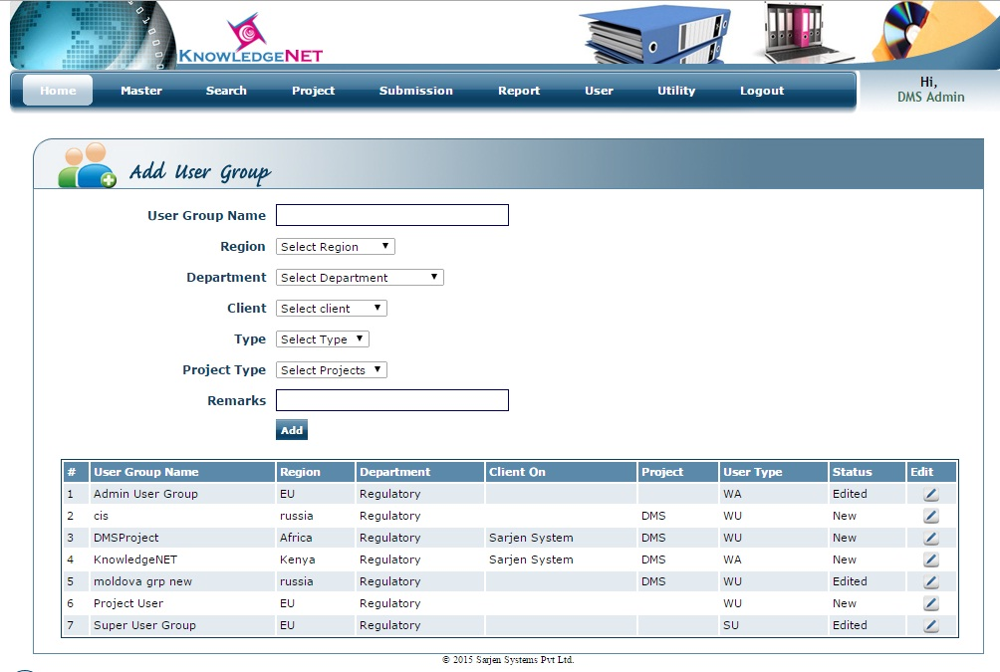 KNOWLEDGENET
Home Master Search Project Submission Report User Utility Logout
Hi,
DMS Admin
Add User Group
User Group Name
Region Select Region
Department Select Department
Client Select client
Type Select Type
Project Type Select Projects
Remarks
Add
# User Group Name Region Department Client On Project User Type Status Edit
1 Admin User Group EU Regulatory WA Edited
2 cis russia Regulatory DMS WU New
3 DMSProject Africa Regulatory Sarjen System DMS WU New
4 KnowledgeNET Kenya Regulatory Sarjen System DMS WA New
5 moldova grp new russia Regulatory DMS WU Edited
6 Project User EU Regulatory WU New
7 Super User Group EU Regulatory SU Edited
© 2015 Sarjen Systems Pvt Ltd.